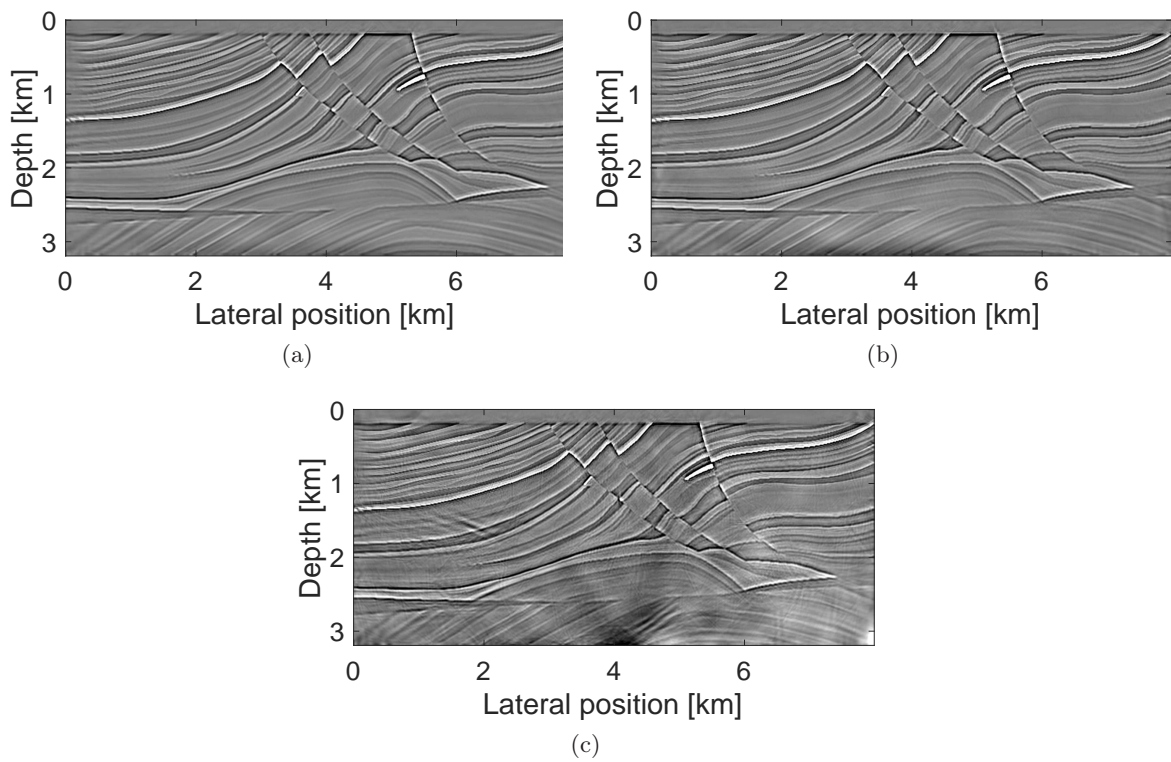 0
1
2
3
Depth [km]
0 2 4 6
Lateral position [km]
(a)
0
1
2
3
Depth [km]
0 2 4 6
Lateral position [km]
(b)
0
1
2
3
Depth [km]
0 2 4 6
Lateral position [km]
(c)